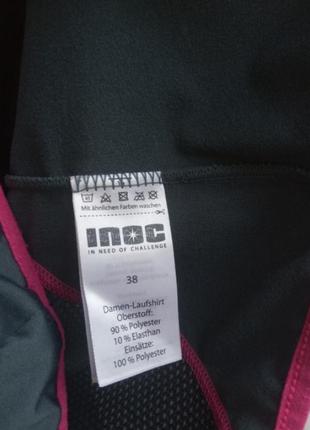 Mit ähnlichen Farben waschen
INOC
IN NEED OF CHALLENGE
38
Damen-Laufshirt
Oberstoff:
90 % Polyester
10 % Elasthan
Einsätze:
100 % Polyester